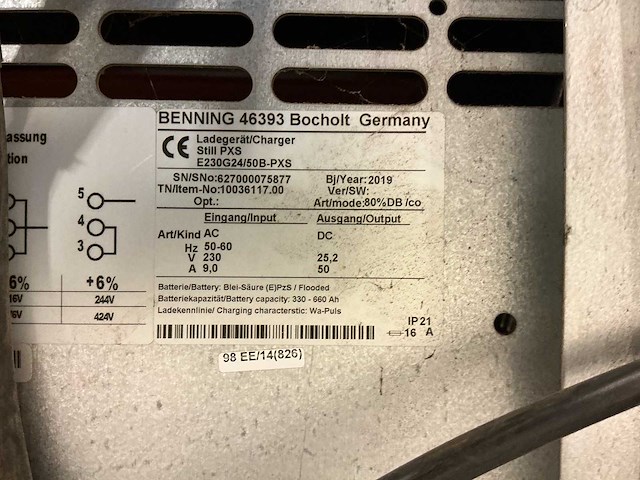 BENNING 46393 Bocholt Germany
CE Ladegerät/Charger
Still PXS
E230G24/50B-PXS
SN/SNo:627000075877 Bj/Year:2019
TN/Item-No:10036117.00 Ver/SW:
Opt.: Art/mode:80%DB /co
Eingang/Input Ausgang/Output
Art/Kind AC DC
Hz 50-60
V 230 25,2
A 9,0 50
Batterie/Battery: Blei-Säure (E)PzS / Flooded
Batteriekapazität/Battery capacity: 330 - 660 Ah
Ladekennlinie/ Charging characterstic: Wa-Puls
IP21
16 A
98 EE/14(826)
assung
tion
5
4
3
6% +6%
16V 244V
6V 424V